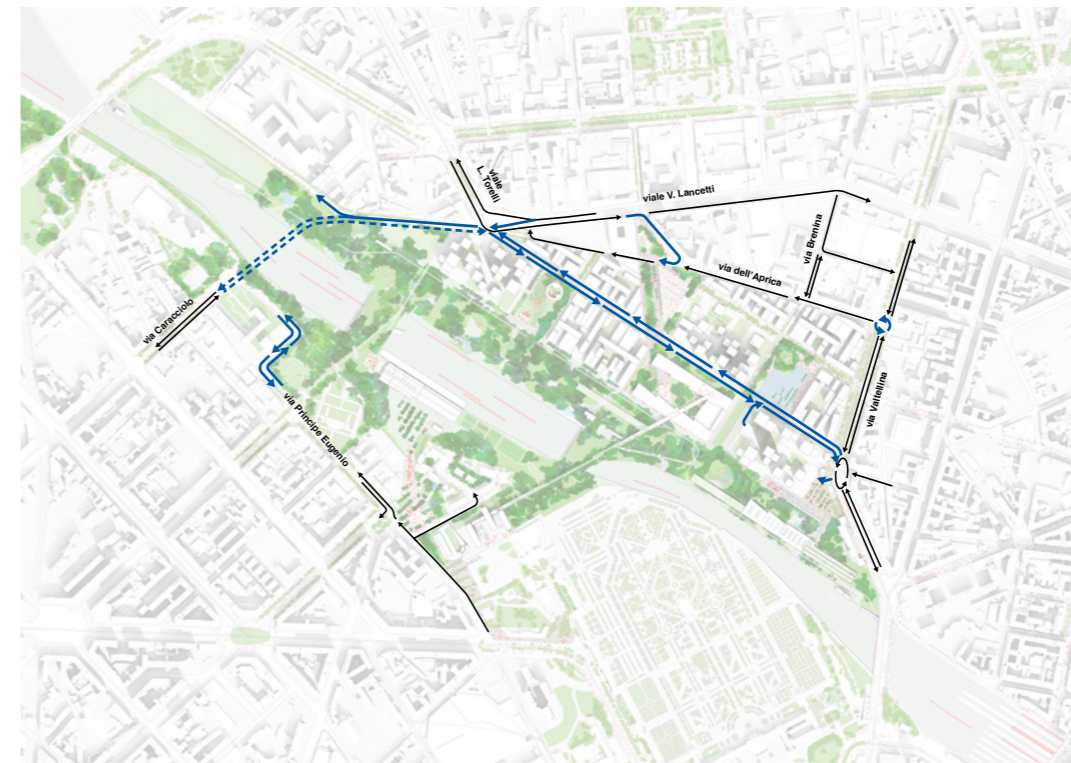 viale
L. Torelli
viale V. Lancetti
via Brenina
via dell'Aprica
via Caracciolo
via Valtellina
via Principe Eugenio